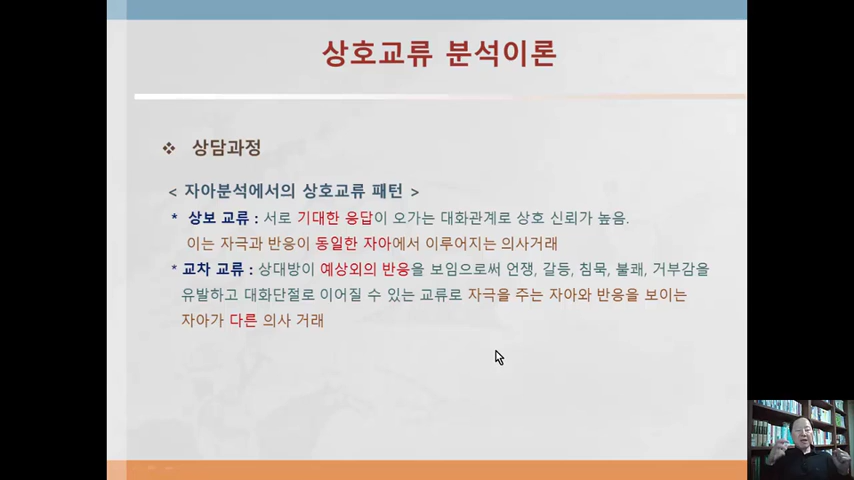 상호교류 분석이론
❖ 상담과정
< 자아분석에서의 상호교류 패턴 >
* 상보 교류 : 서로 기대한 응답이 오가는 대화관계로 상호 신뢰가 높음.
이는 자극과 반응이 동일한 자아에서 이루어지는 의사거래
* 교차 교류 : 상대방이 예상외의 반응을 보임으로써 언쟁, 갈등, 침묵, 불쾌, 거부감을
유발하고 대화단절로 이어질 수 있는 교류로 자극을 주는 자아와 반응을 보이는
자아가 다른 의사 거래